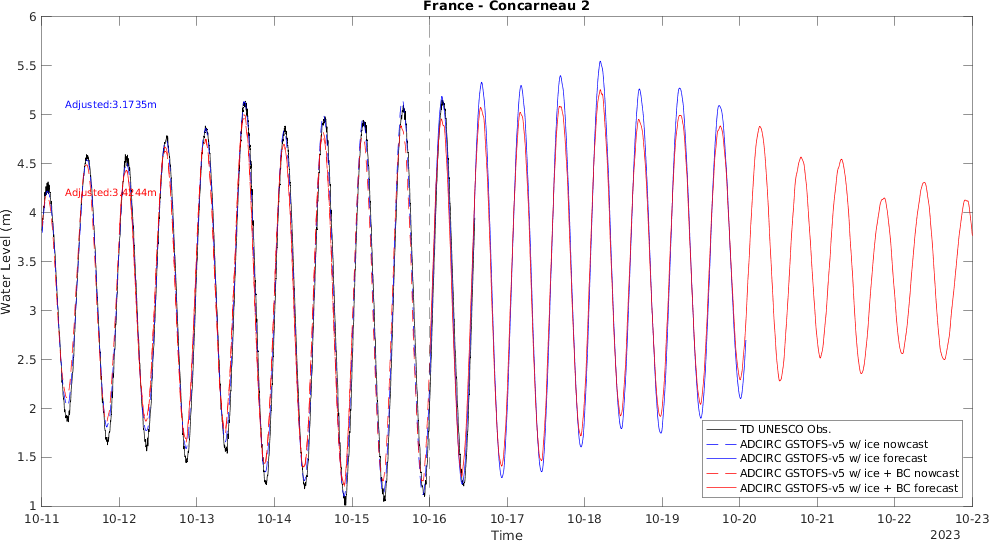 France - Concarneau 2
6
5.5
5
4.5
4
3
2.5
2
1.5
1
Water Level (m)
Adjusted:3.1735m
Adjusted:3.4244m
TD UNESCO Obs.
ADCIRC GSTOFS-v5 w/ ice nowcast
ADCIRC GSTOFS-v5 w/ ice forecast
ADCIRC GSTOFS-v5 w/ ice + BC nowcast
ADCIRC GSTOFS-v5 w/ ice + BC forecast
10-11 10-12 10-13 10-14 10-15 10-16 10-17 10-18 10-19 10-20 10-21 10-22 10-23
Time
2023